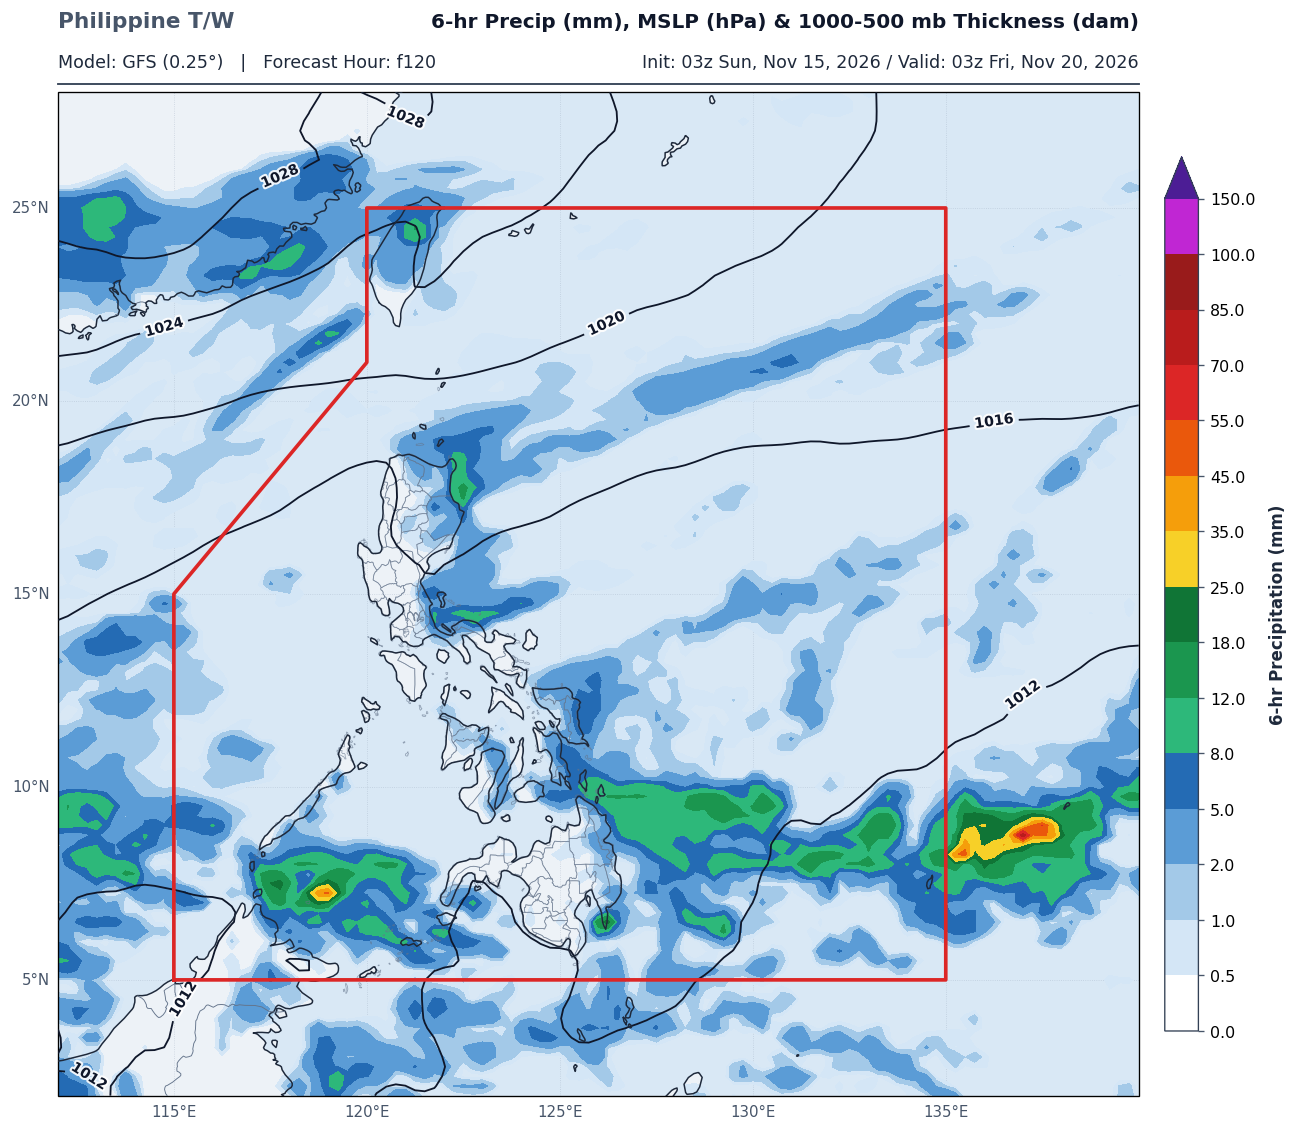 Philippine T/W
6-hr Precip (mm), MSLP (hPa) & 1000-500 mb Thickness (dam)
Model: GFS (0.25°) | Forecast Hour: f120
Init: 03z Sun, Nov 15, 2026 / Valid: 03z Fri, Nov 20, 2026
1028
1028
1024
1020
1016
1012
1012
1012
25°N
20°N
15°N
10°N
5°N
115°E
120°E
125°E
130°E
135°E
150.0
100.0
85.0
70.0
55.0
45.0
35.0
25.0
18.0
12.0
8.0
5.0
2.0
1.0
0.5
0.0
6-hr Precipitation (mm)